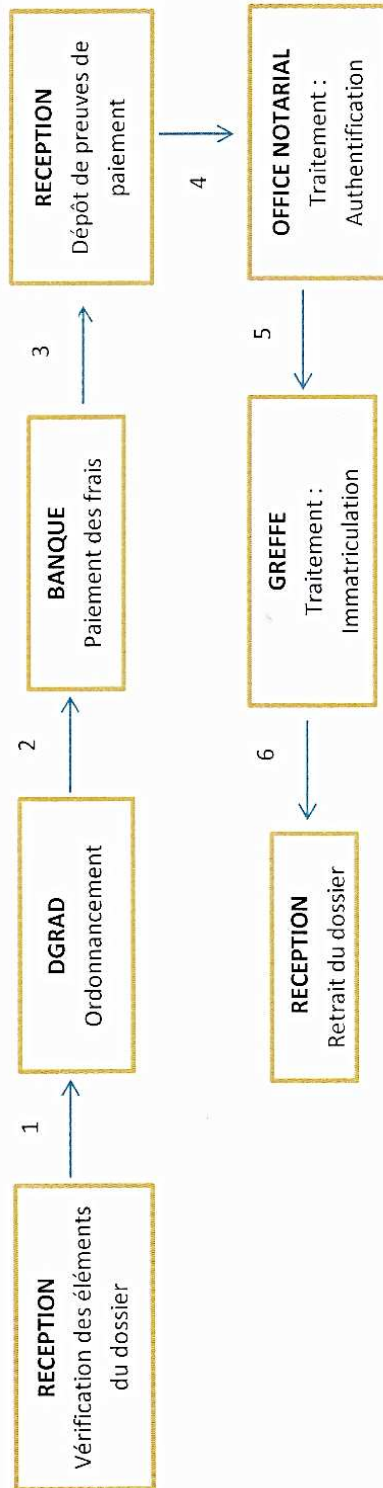 RECEPTION
Vérification des éléments
du dossier
1
DGRAD
Ordonnancement
2
BANQUE
Paiement des frais
3
RECEPTION
Dépôt de preuves de
paiement
4
OFFICE NOTARIAL
Traitement :
Authentification
5
GREFFE
Traitement :
Immatriculation
6
RECEPTION
Retrait du dossier